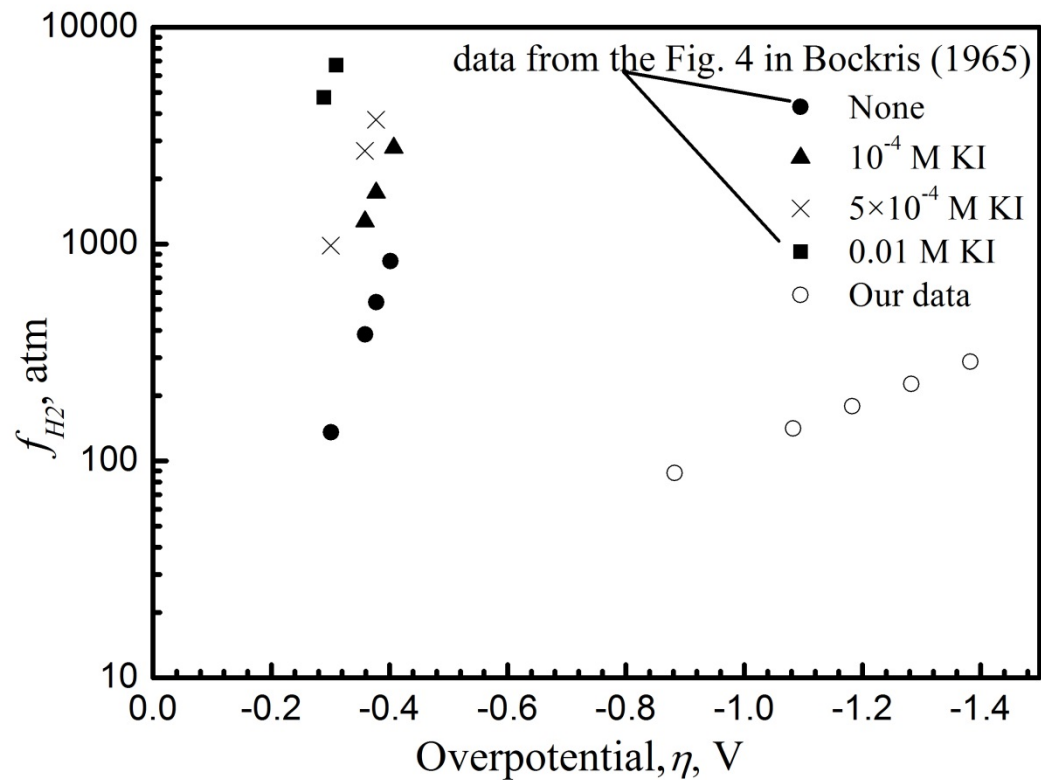 10000
1000
100
10
f_{H2}, atm
data from the Fig. 4 in Bockris (1965)
None
10^{-4} M KI
5×10^{-4} M KI
0.01 M KI
Our data
0.0 -0.2 -0.4 -0.6 -0.8 -1.0 -1.2 -1.4
Overpotential, η, V